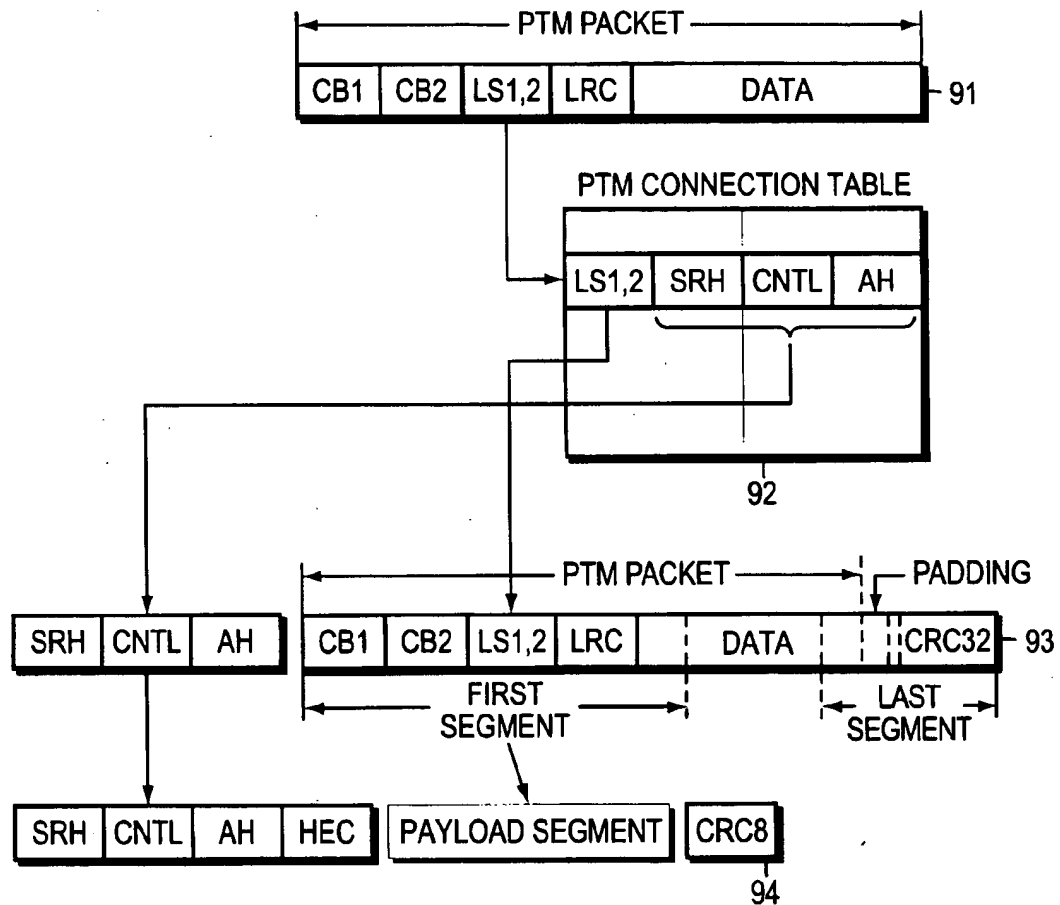 PTM PACKET
CB1 CB2 LS1,2 LRC DATA 91
PTM CONNECTION TABLE
LS1,2 SRH CNTL AH
92
PTM PACKET PADDING
SRH CNTL AH CB1 CB2 LS1,2 LRC DATA CRC32 93
FIRST SEGMENT
LAST SEGMENT
SRH CNTL AH HEC PAYLOAD SEGMENT CRC8
94